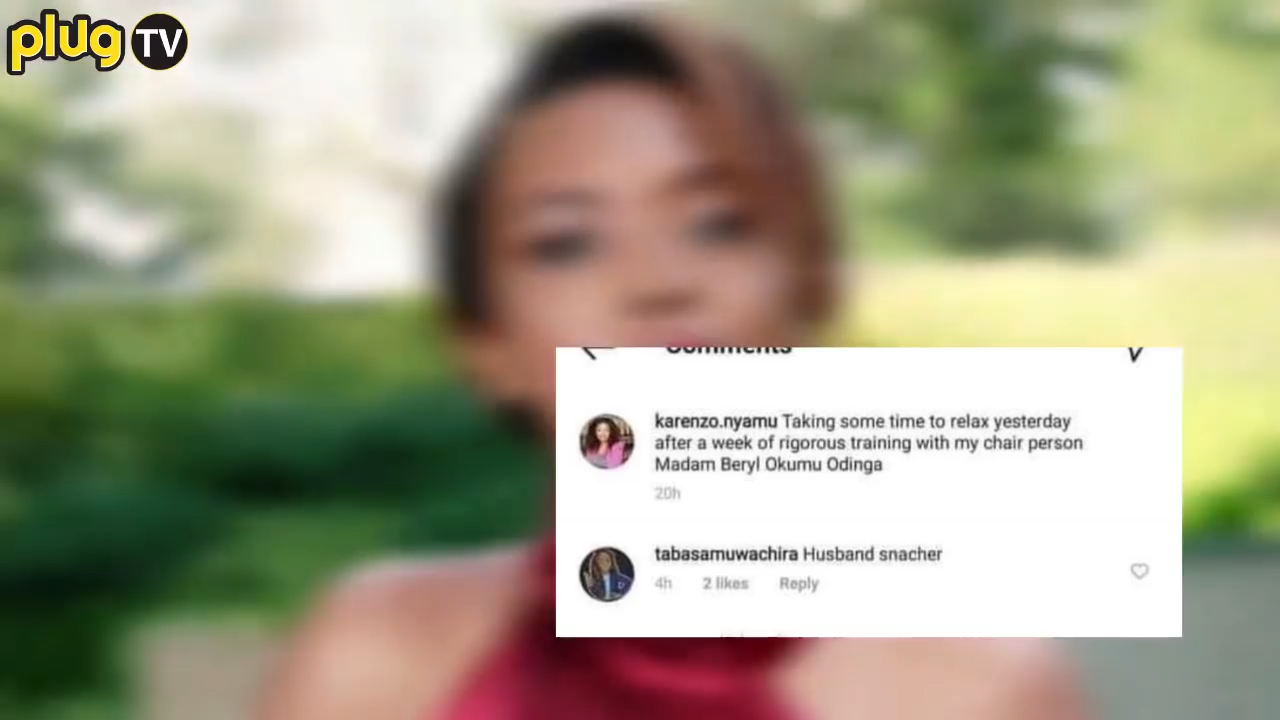 plug TV
Comments
karenzo.nyamu Taking some time to relax yesterday
after a week of rigorous training with my chair person
Madam Beryl Okumu Odinga
20h
tabasamuwachira Husband snacher
4h 2 likes Reply